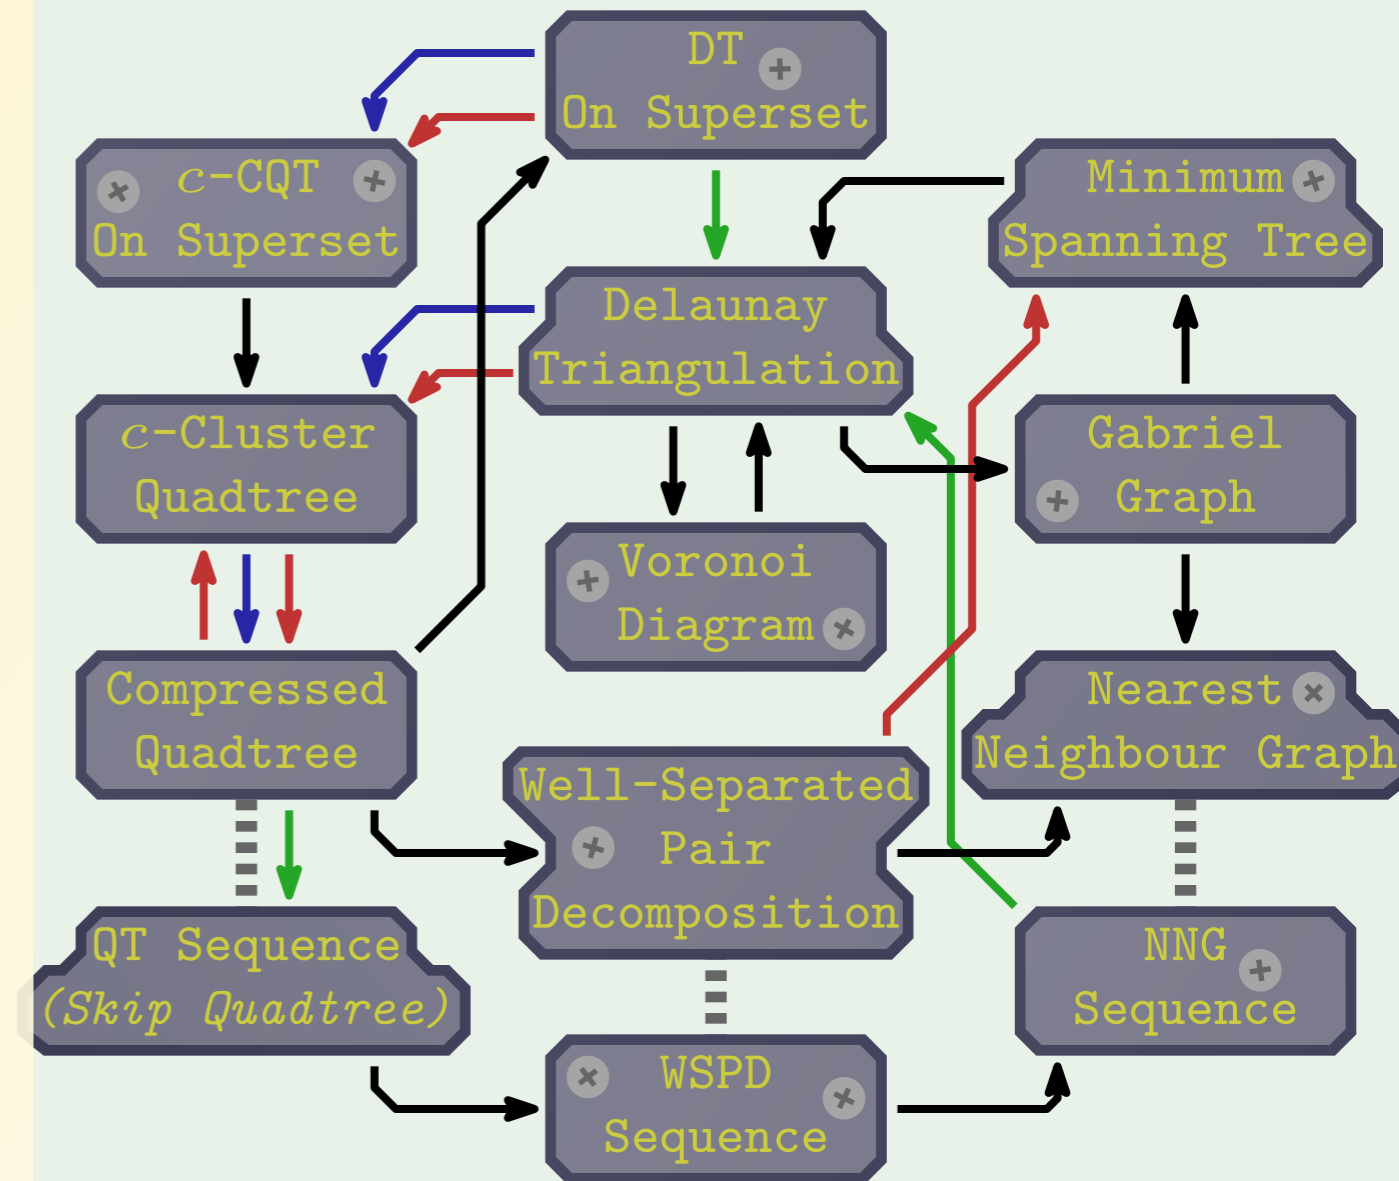 DT
On Superset
c-CQT
On Superset
Minimum
Spanning Tree
Delaunay
Triangulation
c-Cluster
Quadtree
Gabriel
Graph
Voronoi
Diagram
Compressed
Quadtree
Nearest
Neighbour Graph
Well-Separated
Pair
Decomposition
QT Sequence
(Skip Quadtree)
NNG
Sequence
WSPD
Sequence